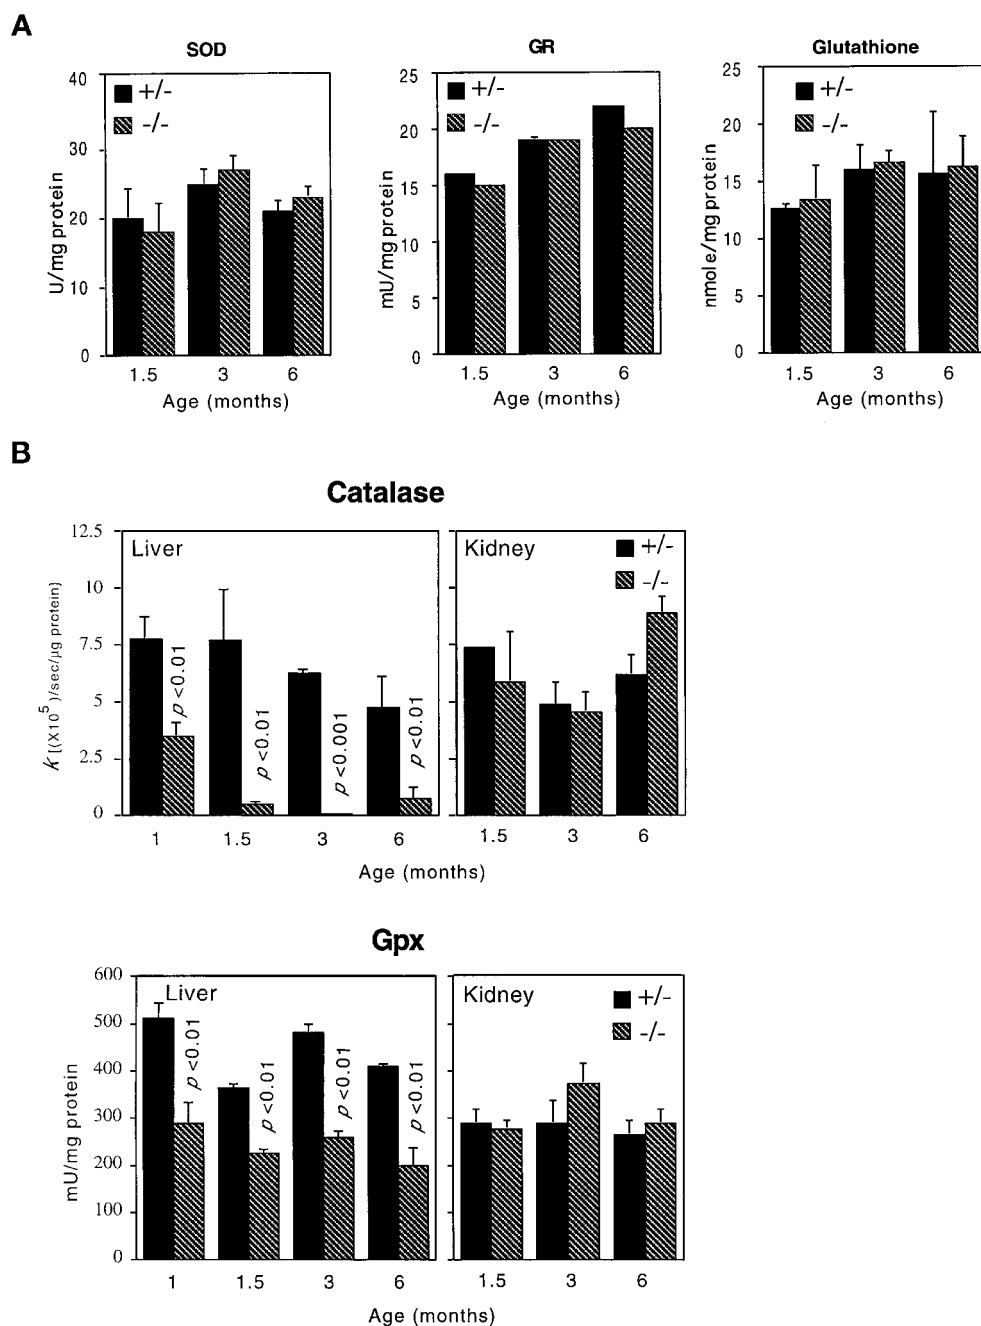 A
SOD
40
30
20
10
0
U/mg protein
+/-
-/-
1.5 3 6
Age (months)
GR
25
20
15
10
5
0
mU/mg protein
+/-
-/-
1.5 3 6
Age (months)
Glutathione
25
20
15
10
5
0
nmole/mg protein
+/-
-/-
1.5 3 6
Age (months)
B
Catalase
12.5
10
7.5
5
2.5
0
k [(X10^5)/sec/μg protein]
Liver
p<0.01
p<0.01
p<0.001
p<0.01
1 1.5 3 6
Kidney
+/-
-/-
1.5 3 6
Age (months)
Gpx
600
500
400
300
200
100
0
mU/mg protein
Liver
p<0.01
p<0.01
p<0.01
p<0.01
1 1.5 3 6
Kidney
+/-
-/-
1.5 3 6
Age (months)